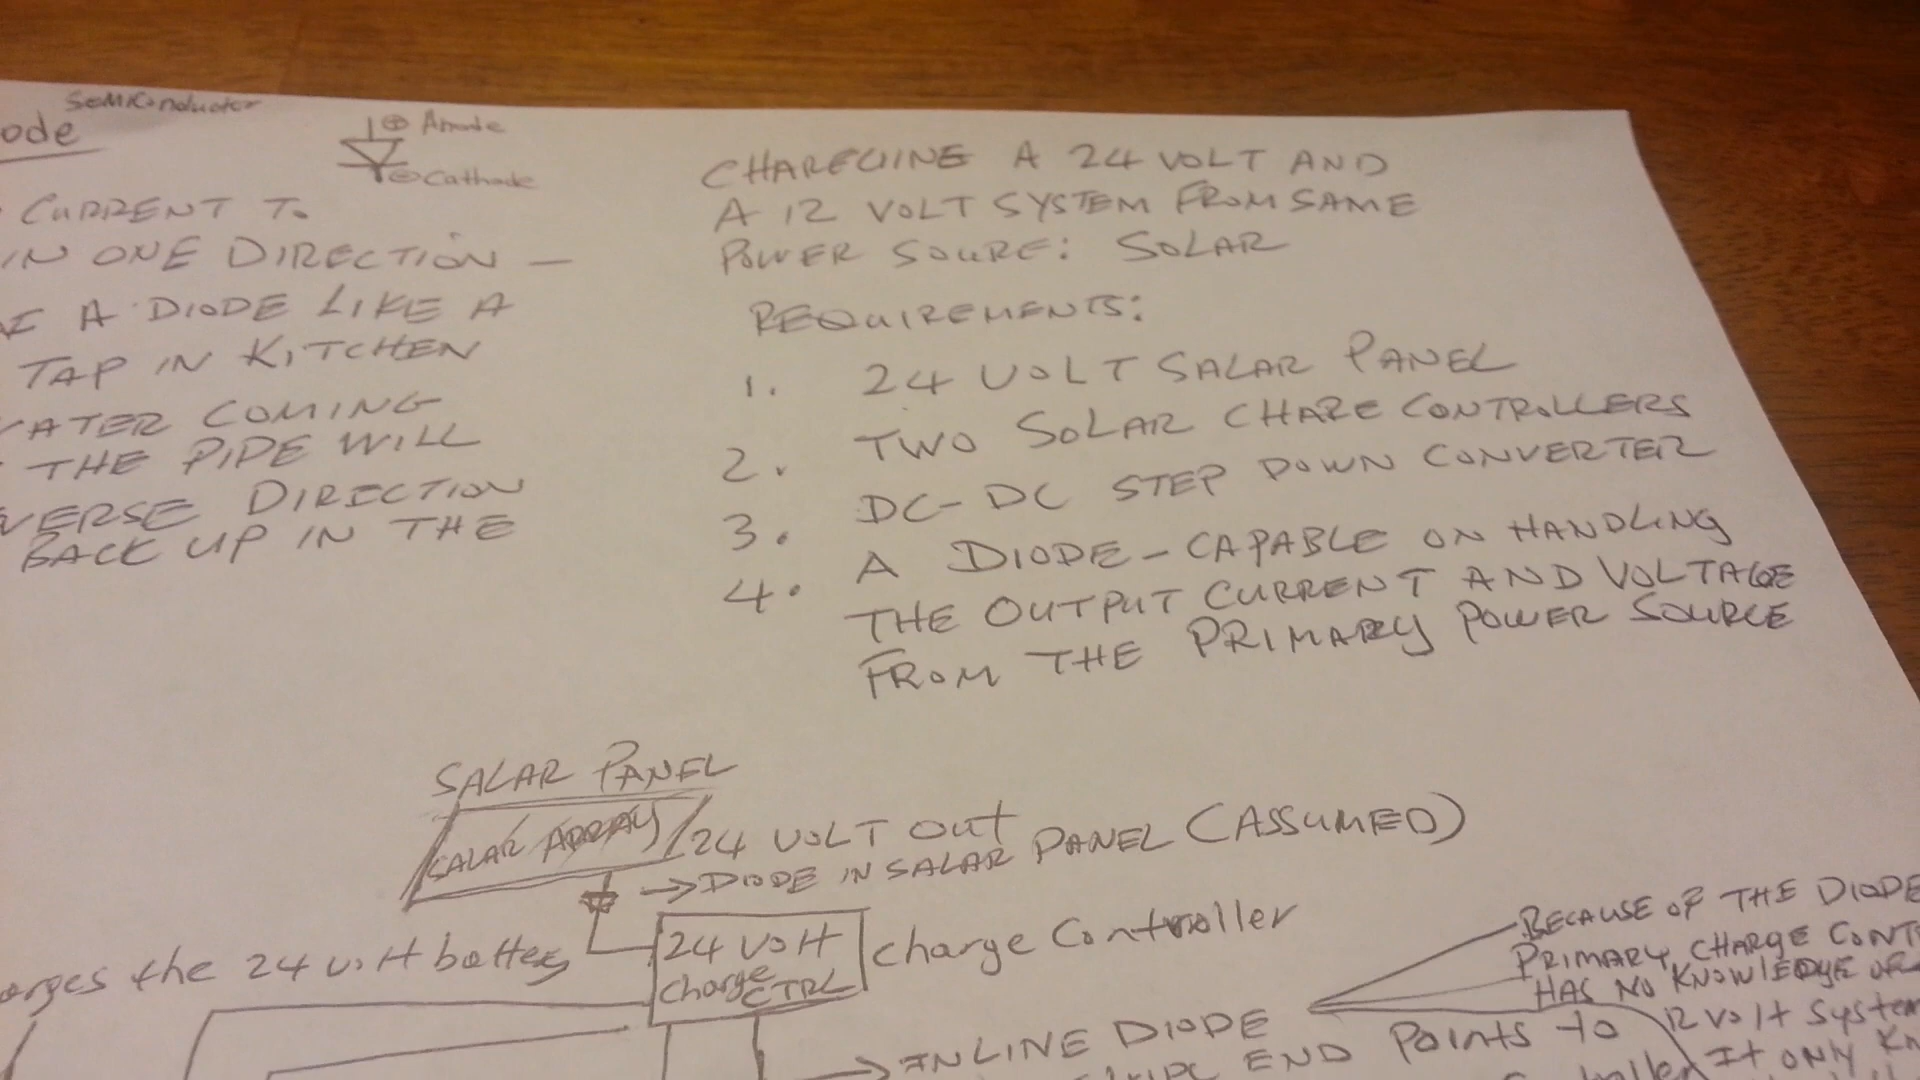 SEMICONDUCTOR
ode
⊕ Anode
⊖ Cathode
CURRENT TO
IN ONE DIRECTION —
A DIODE LIKE A
TAP IN KITCHEN
ATER COMING
THE PIPE WILL
VERSE DIRECTION
BACK UP IN THE
CHARECIINE A 24 VOLT AND
A 12 VOLT SYSTEM FROM SAME
POWER SOURE: SOLAR
REQUIREMENTS:
1. 24 VOLT SALAR PANEL
2. TWO SOLAR CHARE CONTROLLERS
3. DC-DC STEP DOWN CONVERTER
4. A DIODE - CAPABLE ON HANDLING
THE OUTPUT CURRENT AND VOLTAGE
FROM THE PRIMARY POWER SOURCE
SALAR PANEL
SALAR ARRAY
24 VOLT OUT
→ DIODE IN SALAR PANEL (ASSUMED)
arges the 24 volt battery
24 VOLT
charge
CTRL
charge Controller
BECAUSE OF THE DIODE
PRIMARY CHARGE CONT
HAS NO KNOWLEDGE OF
12 VOLT System
It only Kn
→ INLINE DIODE
END Points to